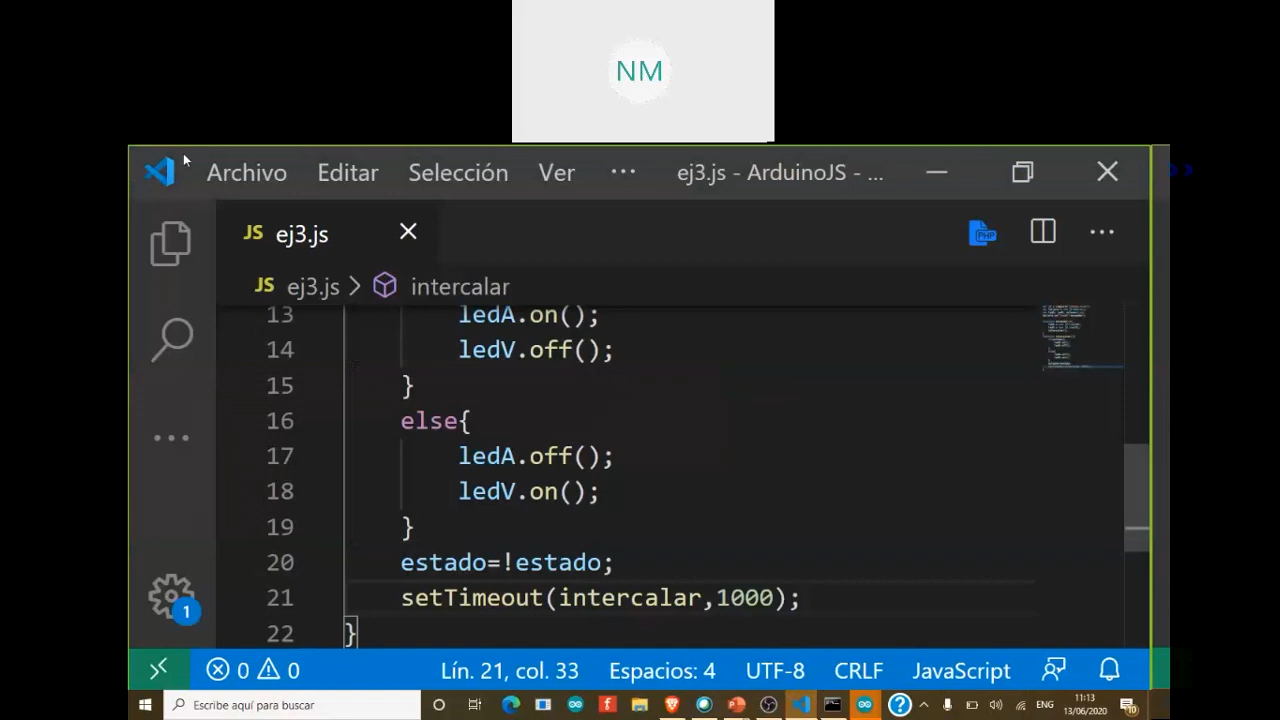 NM
Archivo Editar Selección Ver ··· ej3.js - ArduinoJS - ...
JS ej3.js
PHP
JS ej3.js > intercalar
13 ledA.on();
14 ledV.off();
15 }
16 else{
17 ledA.off();
18 ledV.on();
19 }
20 estado=!estado;
21 setTimeout(intercalar,1000);
22 }
1
0 0 Lín. 21, col. 33 Espacios: 4 UTF-8 CRLF JavaScript
Escribe aquí para buscar
ENG
11:13
13/06/2020
10